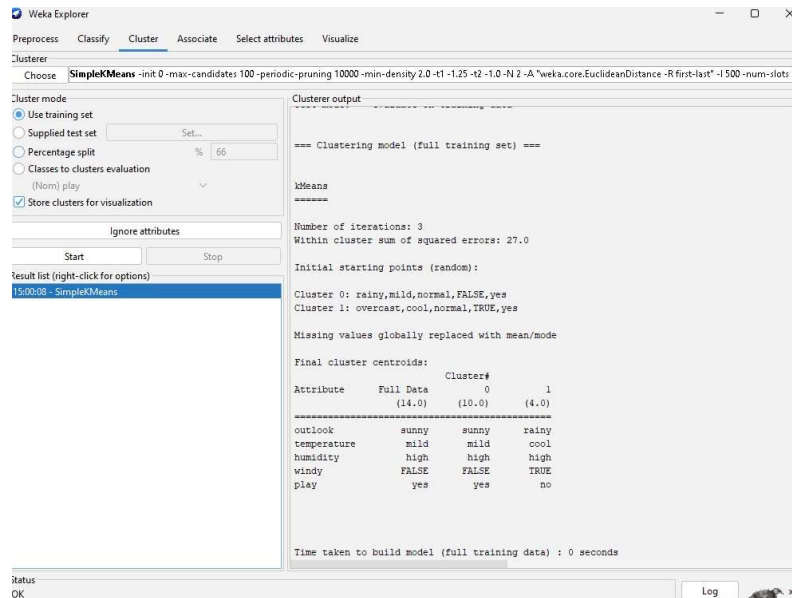 Weka Explorer
Preprocess Classify Cluster Associate Select attributes Visualize
Clusterer
Choose SimpleKMeans -init 0 -max-candidates 100 -periodic-pruning 10000 -min-density 2.0 -t1 -1.25 -t2 -1.0 -N 2 -A "weka.core.EuclideanDistance -R first-last" -I 500 -num-slots
Cluster mode
Use training set
Supplied test set Set...
Percentage split % 66
Classes to clusters evaluation
(Nom) play
Store clusters for visualization
Ignore attributes
Start Stop
Result list (right-click for options)
15:00:08 - SimpleKMeans
Clusterer output
=== Clustering model (full training set) ===
kMeans
======
Number of iterations: 3
Within cluster sum of squared errors: 27.0
Initial starting points (random):
Cluster 0: rainy,mild,normal,FALSE,yes
Cluster 1: overcast,cool,normal,TRUE,yes
Missing values globally replaced with mean/mode
Final cluster centroids:
Cluster#
Attribute Full Data 0 1
(14.0) (10.0) (4.0)
==================================================
outlook sunny sunny rainy
temperature mild mild cool
humidity high high high
windy FALSE FALSE TRUE
play yes yes no
Time taken to build model (full training data) : 0 seconds
Status
OK
Log
x